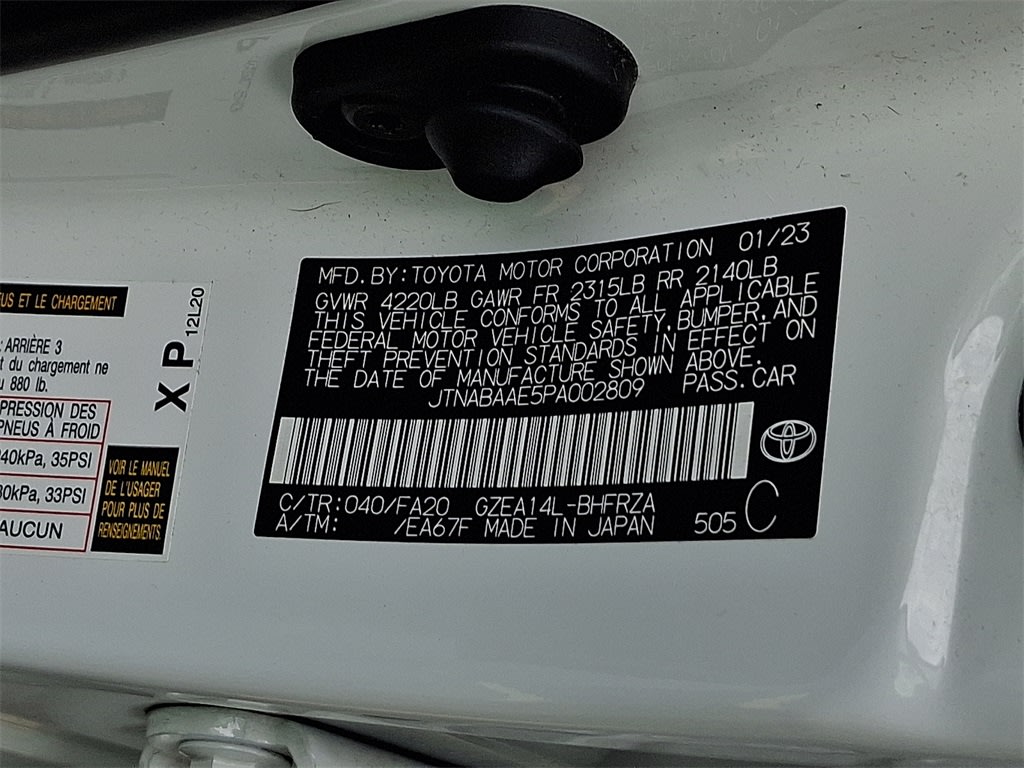 MFD. BY: TOYOTA MOTOR CORPORATION 01/23
GVWR 4220LB GAWR FR 2315LB RR 2140LB
THIS VEHICLE CONFORMS TO ALL APPLICABLE
FEDERAL MOTOR VEHICLE SAFETY, BUMPER, AND
THEFT PREVENTION STANDARDS IN EFFECT ON
THE DATE OF MANUFACTURE SHOWN ABOVE.
JTNABAAE5PA002809 PASS. CAR
C/TR: 040/FA20 GZEA14L-BHFRZA
A/TM: /EA67F MADE IN JAPAN 505 C
ET LE CHARGEMENT
ARRIÈRE 3
du chargement ne
880 lb.
PRESSION DES
PNEUS À FROID
40kPa, 35PSI
30kPa, 33PSI
AUCUN
VOIR LE MANUEL
DE L'USAGER
POUR PLUS DE
RENSEIGNEMENTS.
XP
12L20